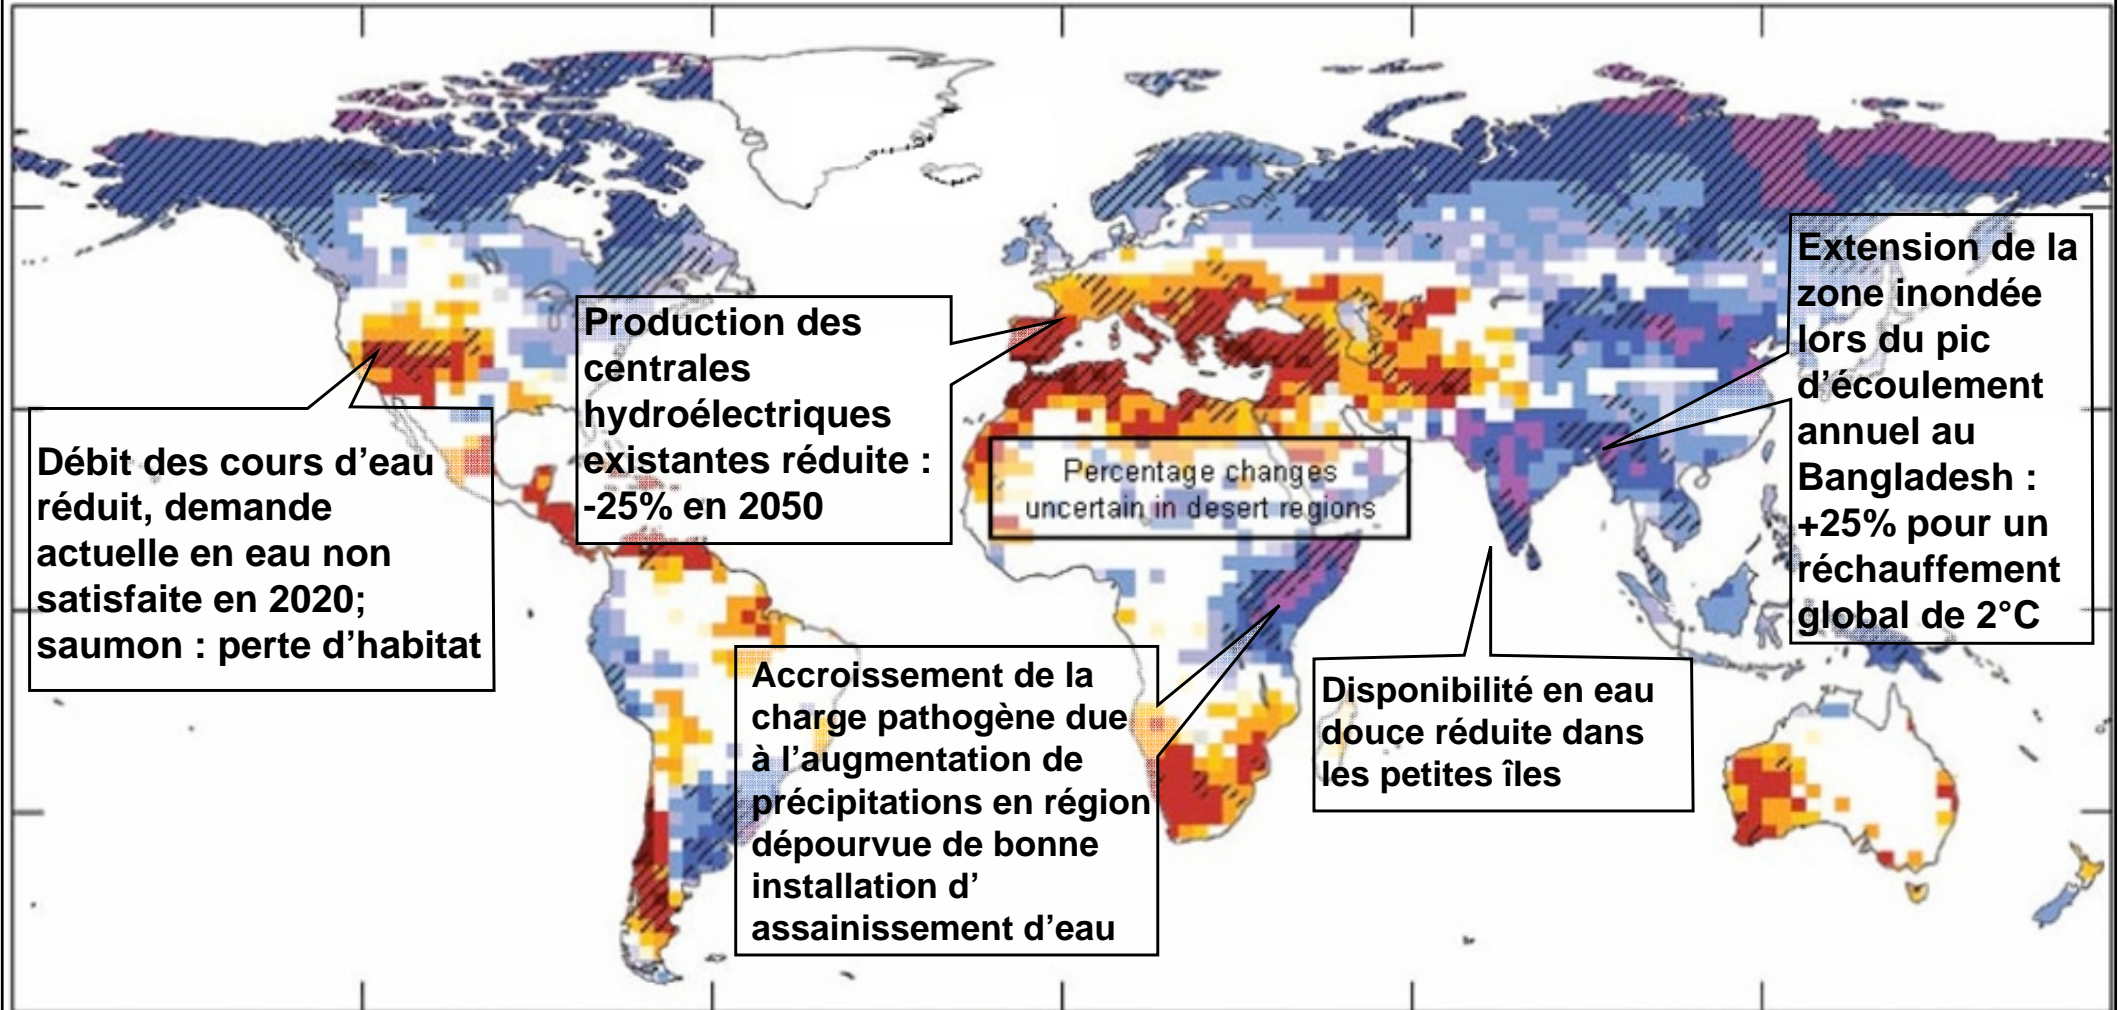 Extension de la
zone inondée
lors du pic
d’écoulement
annuel au
Bangladesh :
+25% pour un
réchauffement
global de 2°C
Production des
centrales
hydroélectriques
existantes réduite :
-25% en 2050
Débit des cours d’eau
réduit, demande
actuelle en eau non
satisfaite en 2020;
saumon : perte d’habitat
Percentage changes
uncertain in desert regions
Accroissement de la
charge pathogène due
à l’augmentation de
précipitations en région
dépourvue de bonne
installation d’
assainissement d’eau
Disponibilité en eau
douce réduite dans
les petites îles